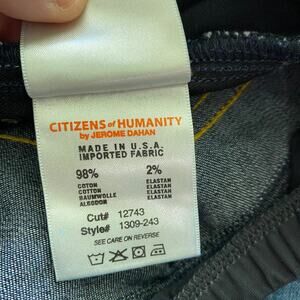 CITIZENS of HUMANITY
by JEROME DAHAN
MADE IN U.S.A.
IMPORTED FABRIC
98% 2%
COTON ELASTAN
COTTON ELASTAN
BAUMWOLLE ELASTAN
ALGODON ELASTAN
Cut# 12743
Style# 1309-243
SEE CARE ON REVERSE